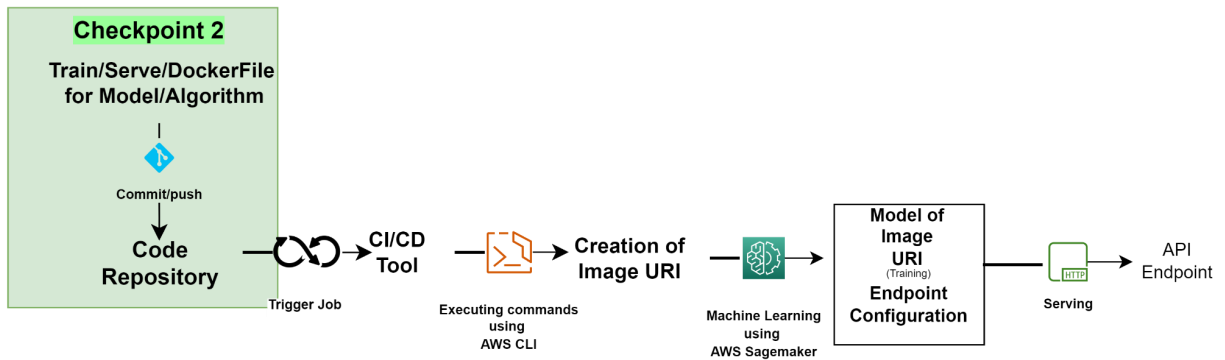 Checkpoint 2
Train/Serve/DockerFile
for Model/Algorithm
Commit/push
Code
Repository
Trigger Job
CI/CD
Tool
Executing commands
using
AWS CLI
Creation of
Image URI
Machine Learning
using
AWS Sagemaker
Model of
Image
URI
(Training)
Endpoint
Configuration
HTTP
Serving
API
Endpoint